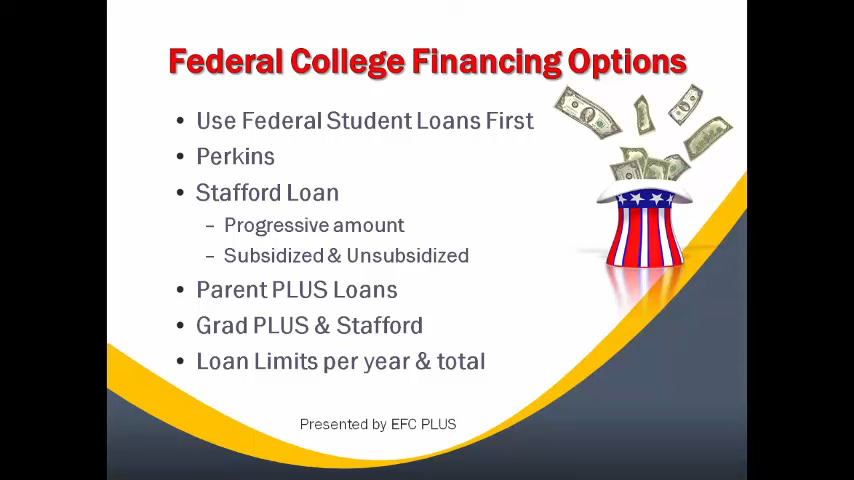 Federal College Financing Options
• Use Federal Student Loans First
• Perkins
• Stafford Loan
– Progressive amount
– Subsidized & Unsubsidized
• Parent PLUS Loans
• Grad PLUS & Stafford
• Loan Limits per year & total
Presented by EFC PLUS